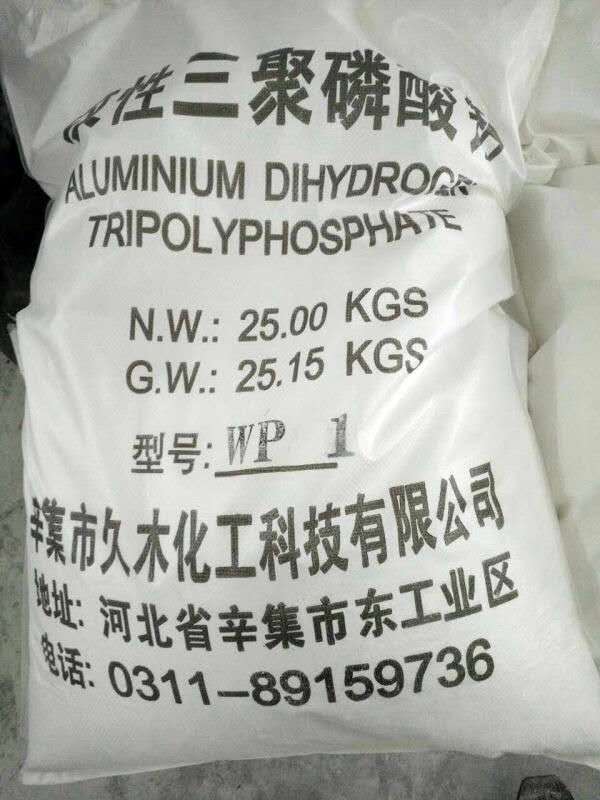 性三聚磷酸
ALUMINIUM DIHYDROGE
TRIPOLYPHOSPHATE
N.W.: 25.00 KGS
G.W.: 25.15 KGS
型号: WP 1
辛集市久木化工科技有限公司
地址: 河北省辛集市东工业区
电话: 0311-89159736